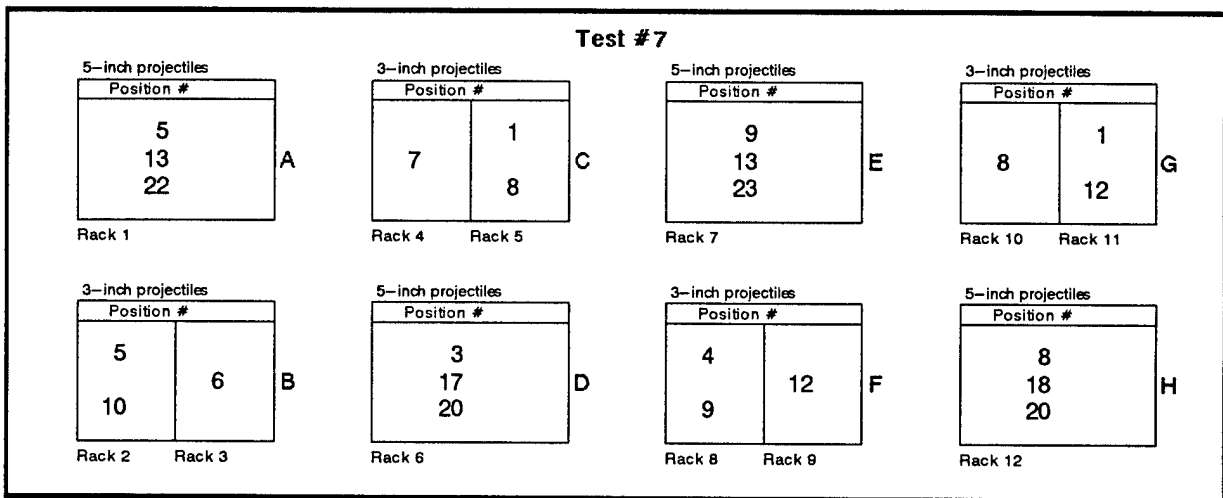 Test #7
5-inch projectiles
Position #
5
13
22
A
Rack 1
3-inch projectiles
Position #
7
1
8
C
Rack 4 Rack 5
5-inch projectiles
Position #
9
13
23
E
Rack 7
3-inch projectiles
Position #
8
1
12
G
Rack 10 Rack 11
3-inch projectiles
Position #
5
10
6
B
Rack 2 Rack 3
5-inch projectiles
Position #
3
17
20
D
Rack 6
3-inch projectiles
Position #
4
9
12
F
Rack 8 Rack 9
5-inch projectiles
Position #
8
18
20
H
Rack 12